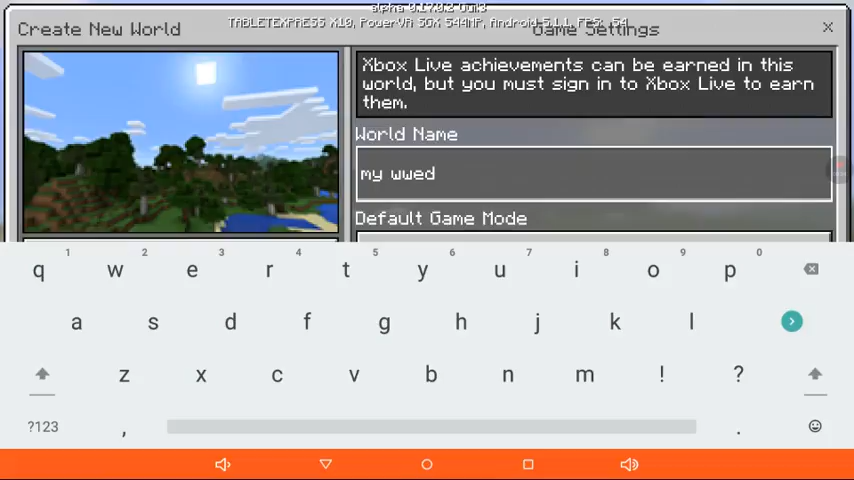 alpha 0.17.0.2 Build
TABLETEXPRESS X10, PowerVR SGX 544MP, Android 5.1.1, FPS: 54
Create New World
Game Settings
Xbox Live achievements can be earned in this
world, but you must sign in to Xbox Live to earn
them.
World Name
my wwed
Default Game Mode
1 2 3 4 5 6 7 8 9 0
q w e r t y u i o p
a s d f g h j k l
z x c v b n m ! ?
?123 , .